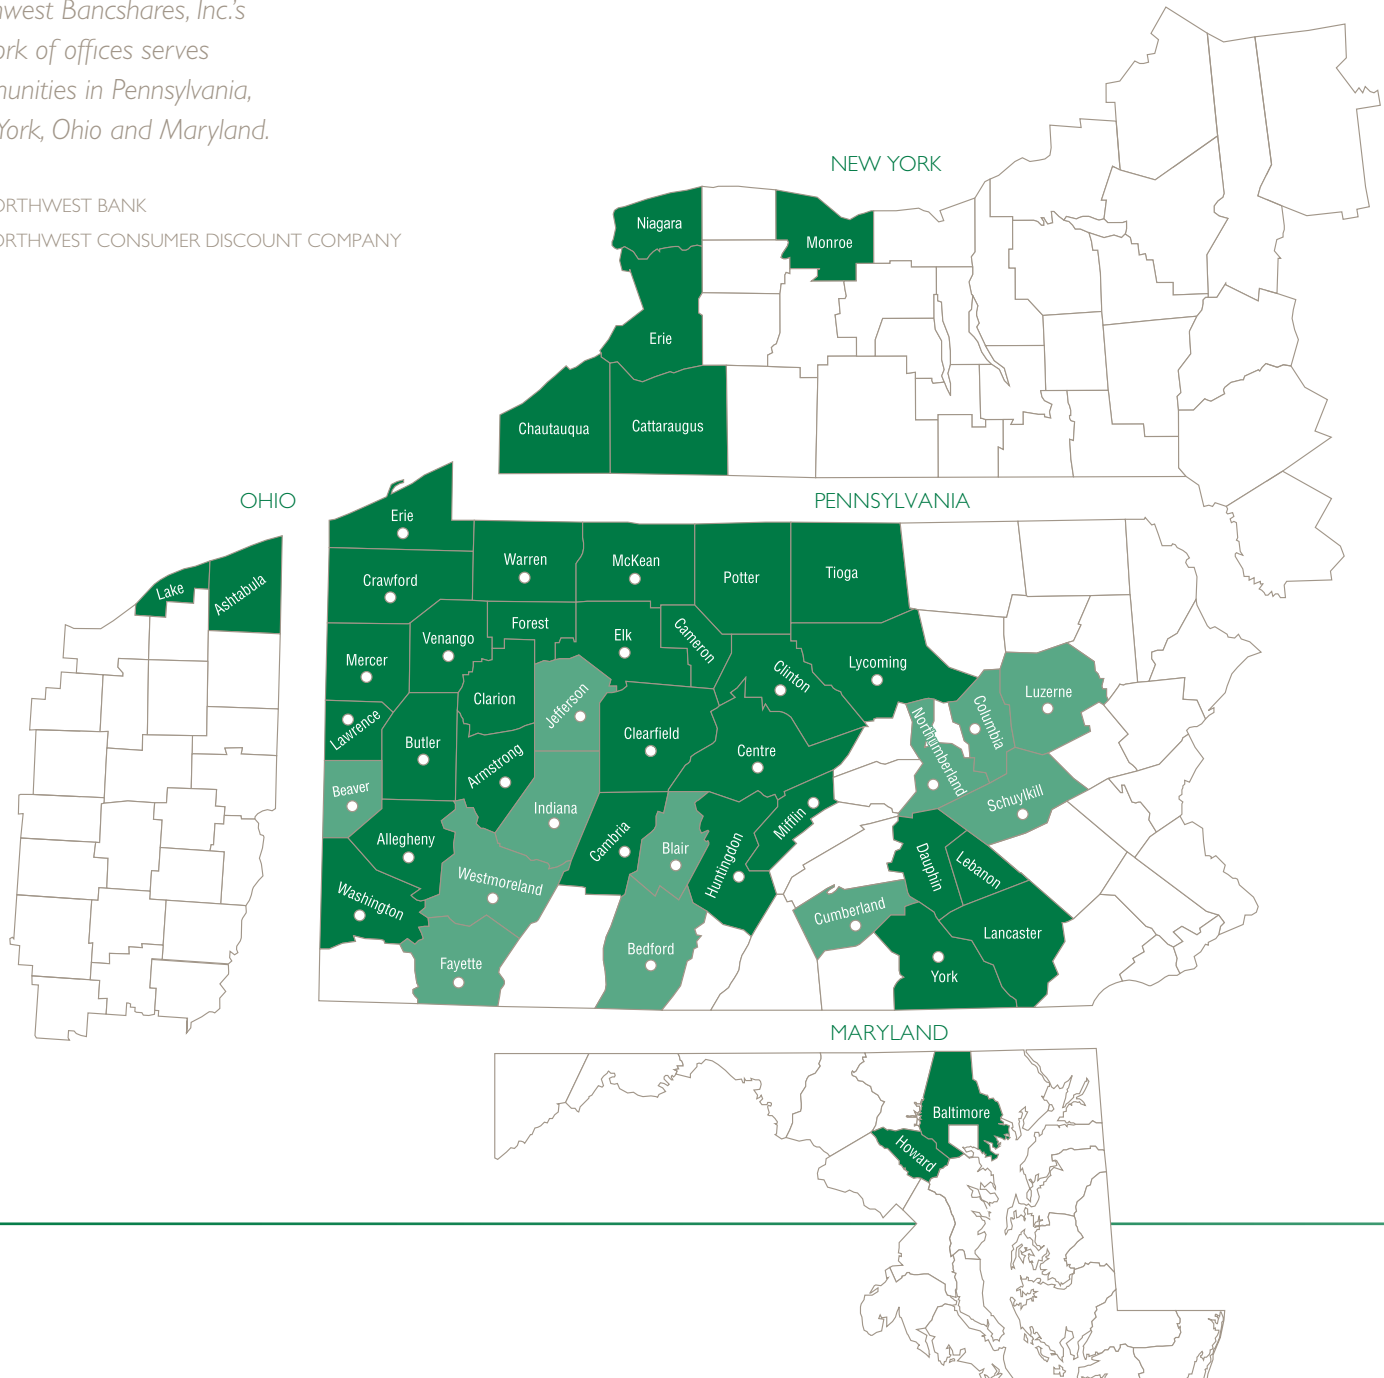 west Bancshares, Inc.'s
ork of offices serves
unities in Pennsylvania,
York, Ohio and Maryland.
ORTHWEST BANK
ORTHWEST CONSUMER DISCOUNT COMPANY
NEW YORK
Niagara
Monroe
Erie
Chautauqua
Cattaraugus
OHIO
Lake
Ashtabula
PENNSYLVANIA
Erie
Warren
McKean
Potter
Tioga
Crawford
Venango
Forest
Elk
Cameron
Mercer
Clarion
Jefferson
Clinton
Lycoming
Luzerne
Columbia
Northumberland
Lawrence
Butler
Armstrong
Clearfield
Centre
Schuylkill
Beaver
Indiana
Mifflin
Allegheny
Cambria
Blair
Huntingdon
Dauphin
Lebanon
Washington
Westmoreland
Cumberland
Lancaster
Fayette
Bedford
York
MARYLAND
Baltimore
Howard